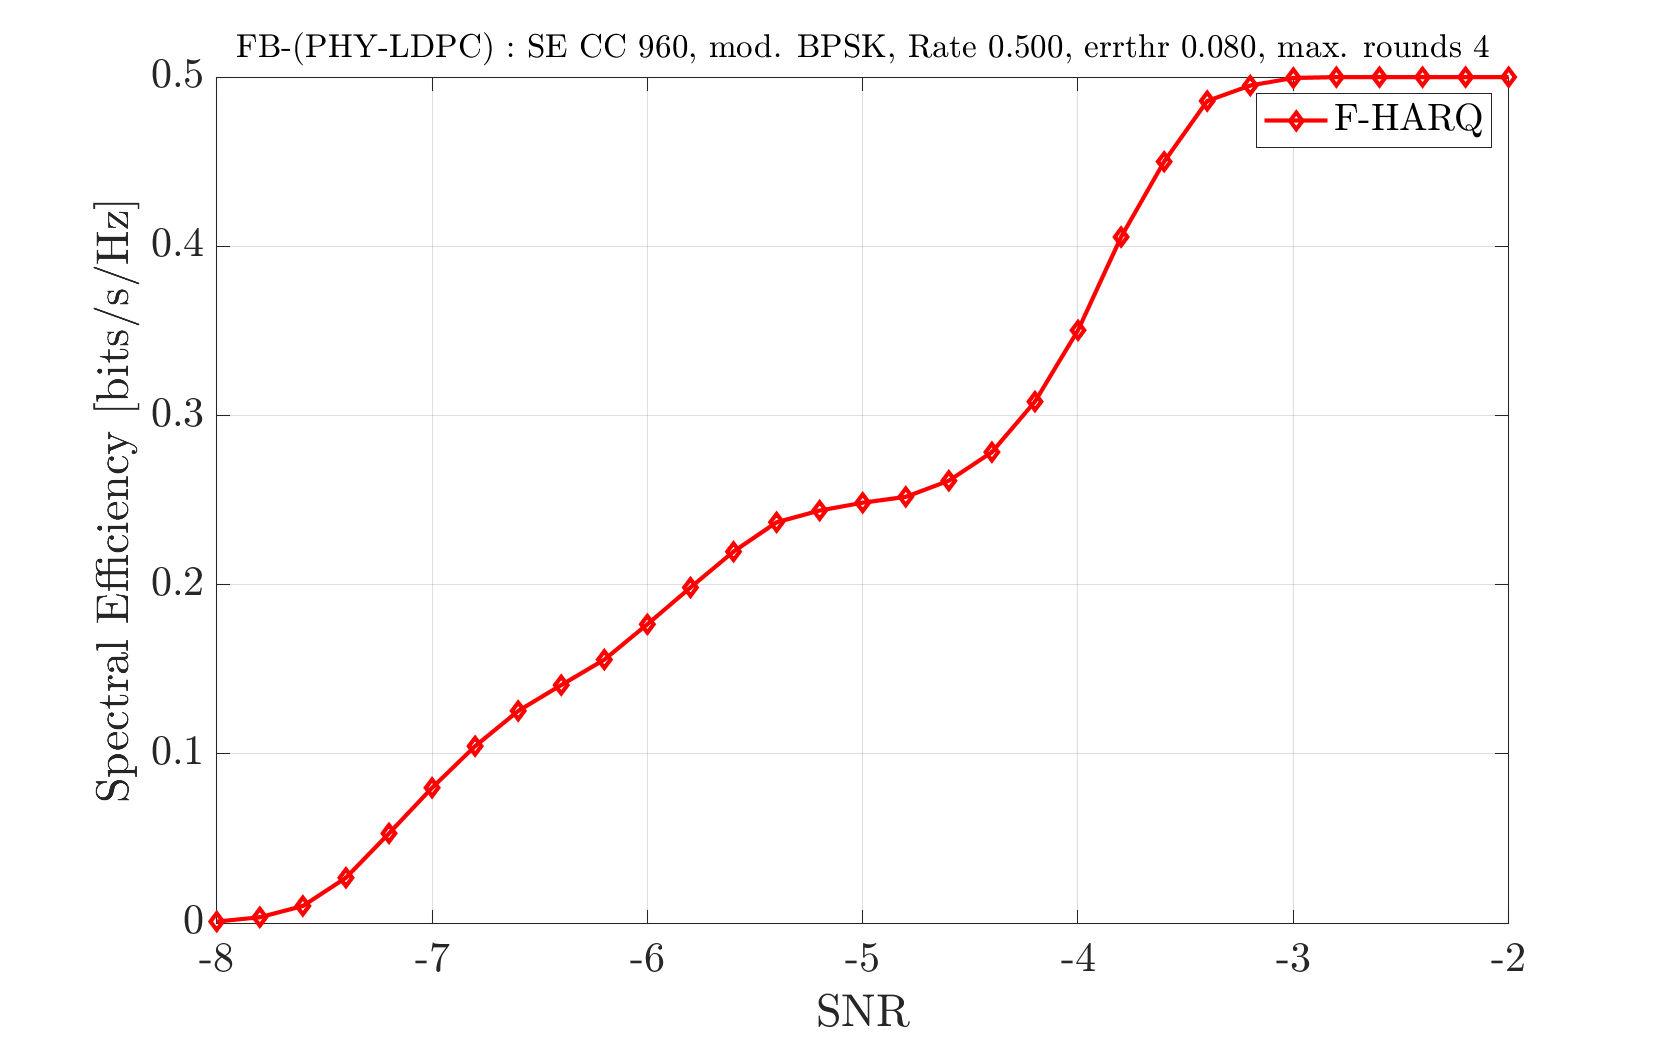 FB-(PHY-LDPC) : SE CC 960, mod. BPSK, Rate 0.500, errthr 0.080, max. rounds 4
0.5
0.4
0.3
0.2
0.1
0
Spectral Efficiency [bits/s/Hz]
F-HARQ
-8 -7 -6 -5 -4 -3 -2
SNR